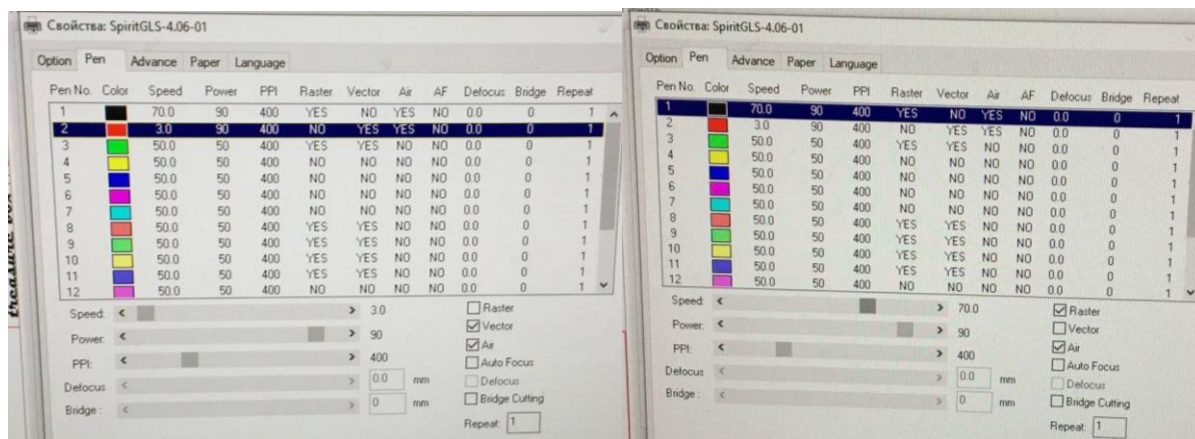 Свойства: SpiritGLS-4.06-01
Option Pen Advance Paper Language
Pen No. Color Speed Power PPI Raster Vector Air AF Defocus Bridge Repeat
1 70.0 90 400 YES NO YES NO 0.0 0 1
2 3.0 90 400 NO YES YES NO 0.0 0 1
3 50.0 50 400 YES YES NO NO 0.0 0 1
4 50.0 50 400 NO NO NO NO 0.0 0 1
5 50.0 50 400 NO NO NO NO 0.0 0 1
6 50.0 50 400 NO NO NO NO 0.0 0 1
7 50.0 50 400 NO NO NO NO 0.0 0 1
8 50.0 50 400 YES YES NO NO 0.0 0 1
9 50.0 50 400 YES YES NO NO 0.0 0 1
10 50.0 50 400 YES YES NO NO 0.0 0 1
11 50.0 50 400 YES YES NO NO 0.0 0 1
12 50.0 50 400 NO NO NO NO 0.0 0 1
Speed: 3.0 Raster
Power: 90 Vector
Air
PPI: 400 Auto Focus
Defocus 0.0 mm Defocus
Bridge : 0 mm Bridge Cutting
Repeat: 1
Свойства: SpiritGLS-4.06-01
Option Pen Advance Paper Language
Pen No. Color Speed Power PPI Raster Vector Air AF Defocus Bridge Repeat
1 70.0 90 400 YES NO YES NO 0.0 0 1
2 3.0 90 400 NO YES YES NO 0.0 0 1
3 50.0 50 400 YES YES NO NO 0.0 0 1
4 50.0 50 400 NO NO NO NO 0.0 0 1
5 50.0 50 400 NO NO NO NO 0.0 0 1
6 50.0 50 400 NO NO NO NO 0.0 0 1
7 50.0 50 400 NO NO NO NO 0.0 0 1
8 50.0 50 400 YES YES NO NO 0.0 0 1
9 50.0 50 400 YES YES NO NO 0.0 0 1
10 50.0 50 400 YES YES NO NO 0.0 0 1
11 50.0 50 400 YES YES NO NO 0.0 0 1
12 50.0 50 400 NO NO NO NO 0.0 0 1
Speed: 70.0 Raster
Power: 90 Vector
Air
PPI: 400 Auto Focus
Defocus 0.0 mm Defocus
Bridge : 0 mm Bridge Cutting
Repeat: 1